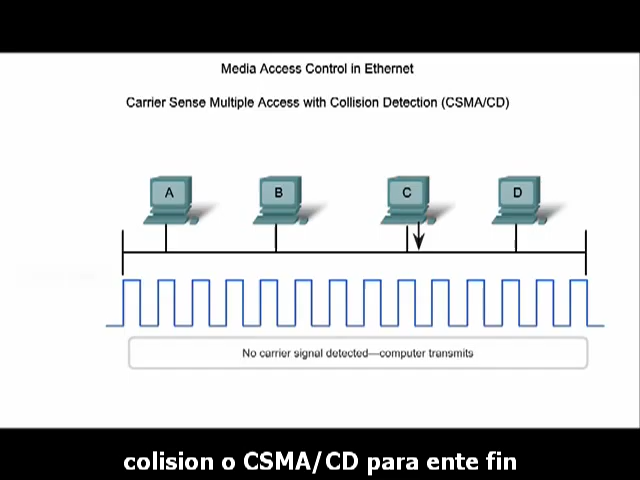 Media Access Control in Ethernet
Carrier Sense Multiple Access with Collision Detection (CSMA/CD)
A B C D
No carrier signal detected—computer transmits
colision o CSMA/CD para ente fin